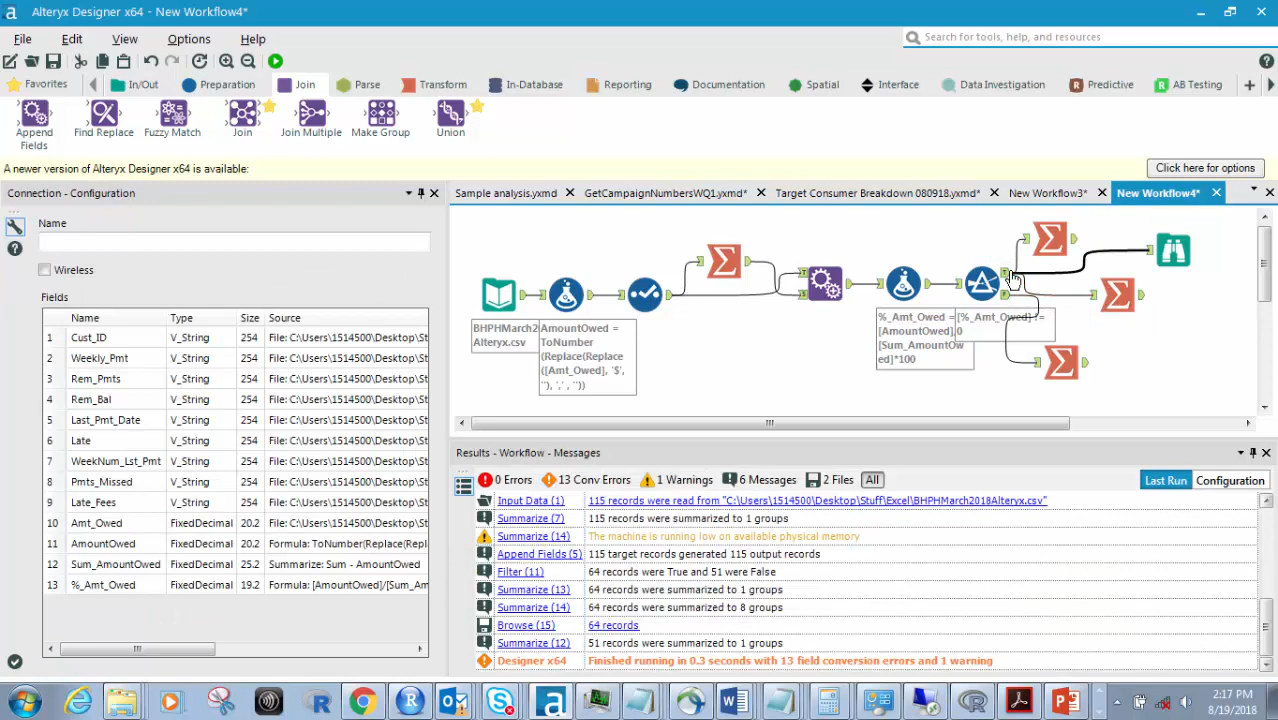 Alteryx Designer x64 - New Workflow4*
File Edit View Options Help
Search for tools, help, and resources
Favorites In/Out Preparation Join Parse Transform In-Database Reporting Documentation Spatial Interface Data Investigation Predictive AB Testing
Append Fields
Find Replace
Fuzzy Match
Join
Join Multiple
Make Group
Union
A newer version of Alteryx Designer x64 is available:
Click here for options
Connection - Configuration
Name
Wireless
Fields
Name Type Size Source
1 Cust_ID V_String 254 File: C:\Users\1514500\Desktop\St
2 Weekly_Pmt V_String 254 File: C:\Users\1514500\Desktop\St
3 Rem_Pmts V_String 254 File: C:\Users\1514500\Desktop\St
4 Rem_Bal V_String 254 File: C:\Users\1514500\Desktop\St
5 Last_Pmt_Date V_String 254 File: C:\Users\1514500\Desktop\St
6 Late V_String 254 File: C:\Users\1514500\Desktop\St
7 WeekNum_Lst_Pmt V_String 254 File: C:\Users\1514500\Desktop\St
8 Pmts_Missed V_String 254 File: C:\Users\1514500\Desktop\St
9 Late_Fees V_String 254 File: C:\Users\1514500\Desktop\St
10 Amt_Owed FixedDecimal 20.2 File: C:\Users\1514500\Desktop\St
11 AmountOwed FixedDecimal 20.2 Formula: ToNumber(Replace(Repl
12 Sum_AmountOwed FixedDecimal 25.2 Summarize: Sum - AmountOwed
13 %_Amt_Owed FixedDecimal 19.2 Formula: [AmountOwed]/[Sum_Am
Sample analysis.yxmd
GetCampaignNumbersWQ1.yxmd*
Target Consumer Breakdown 080918.yxmd*
New Workflow3*
New Workflow4*
BHPHMarch2
Alteryx.csv
AmountOwed =
ToNumber
(Replace(Replace
([Amt_Owed], '$',
''), ',' , ''))
%_Amt_Owed =
[AmountOwed]
[Sum_AmountOw
ed]*100
[%_Amt_Owed] !=
0
Results - Workflow - Messages
0 Errors 13 Conv Errors 1 Warnings 6 Messages 2 Files All
Last Run Configuration
Input Data (1) 115 records were read from "C:\Users\1514500\Desktop\Stuff\Excel\BHPHMarch2018Alteryx.csv"
Summarize (7) 115 records were summarized to 1 groups
Summarize (14) The machine is running low on available physical memory
Append Fields (5) 115 target records generated 115 output records
Filter (11) 64 records were True and 51 were False
Summarize (13) 64 records were summarized to 1 groups
Summarize (14) 64 records were summarized to 8 groups
Browse (15) 64 records
Summarize (12) 51 records were summarized to 1 groups
Designer x64 Finished running in 0.3 seconds with 13 field conversion errors and 1 warning
2:17 PM
8/19/2018